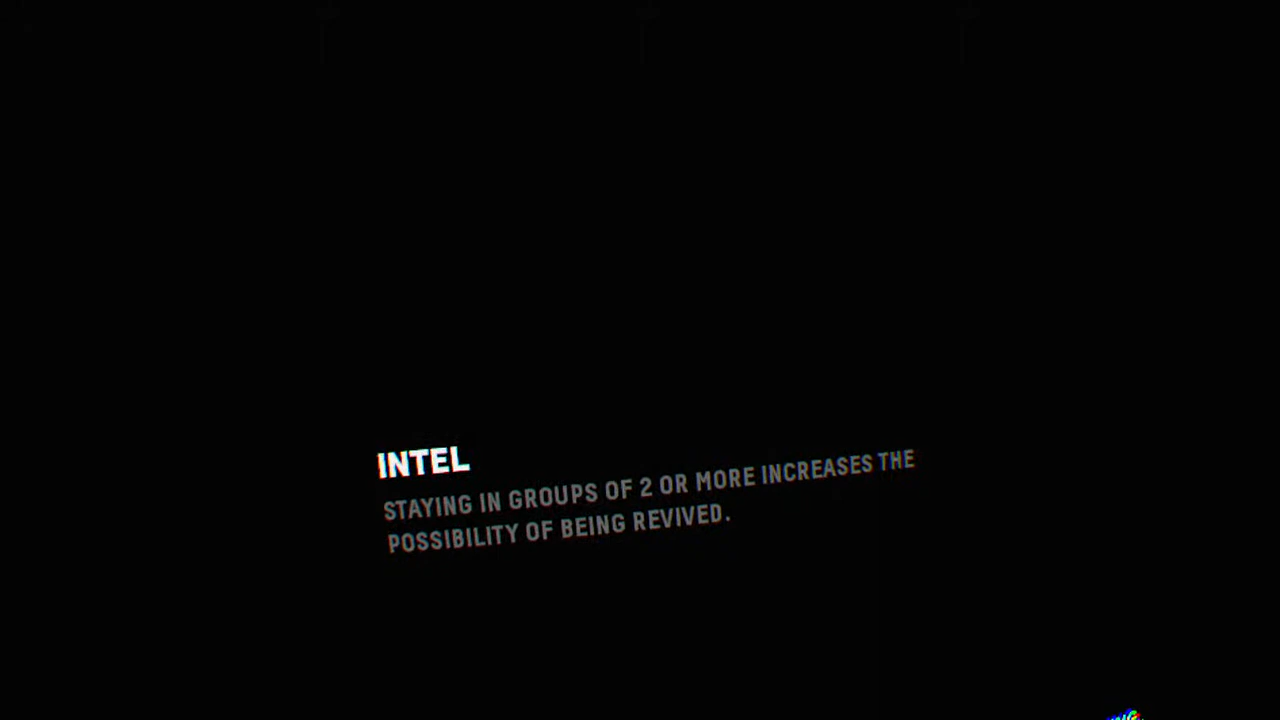 INTEL
STAYING IN GROUPS OF 2 OR MORE INCREASES THE
POSSIBILITY OF BEING REVIVED.